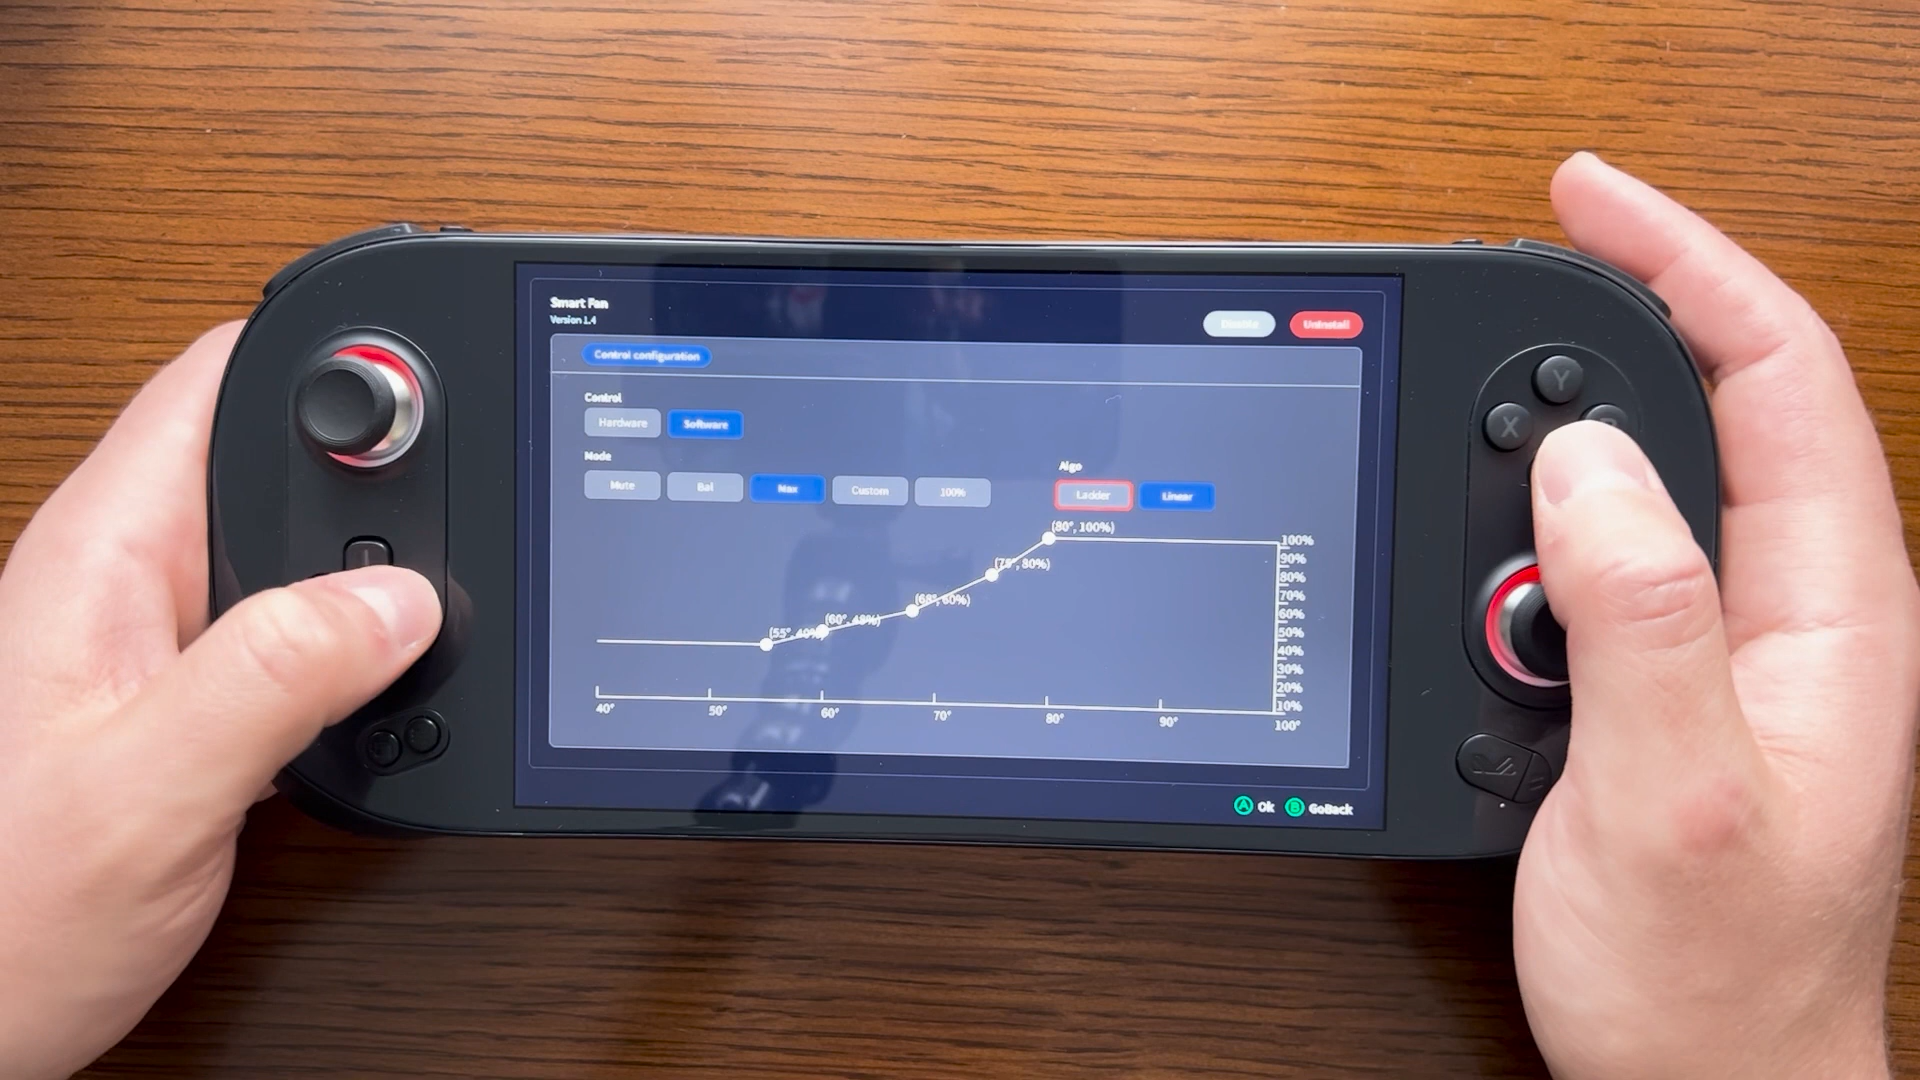 Smart Fan
Version 1.4
Disable
Uninstall
Control configuration
Control
Hardware
Software
Mode
Mute
Bal
Max
Custom
100%
Algo
Ladder
Linear
(80°, 100%)
(75°, 80%)
(68°, 60%)
(60°, 48%)
(55°, 40%)
100%
90%
80%
70%
60%
50%
40%
30%
20%
10%
40°
50°
60°
70°
80°
90°
100°
A Ok
B GoBack
Y
X